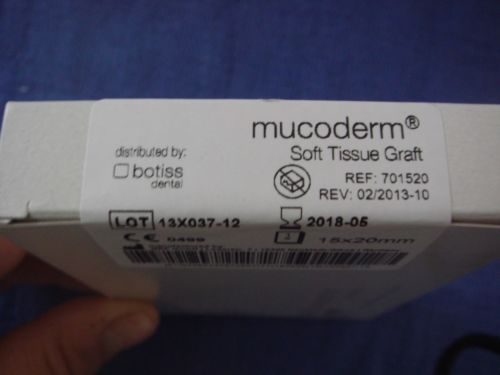 mucoderm®
Soft Tissue Graft
distributed by:
botiss
dental
REF: 701520
REV: 02/2013-10
LOT 13X037-12
2018-05
15x20mm